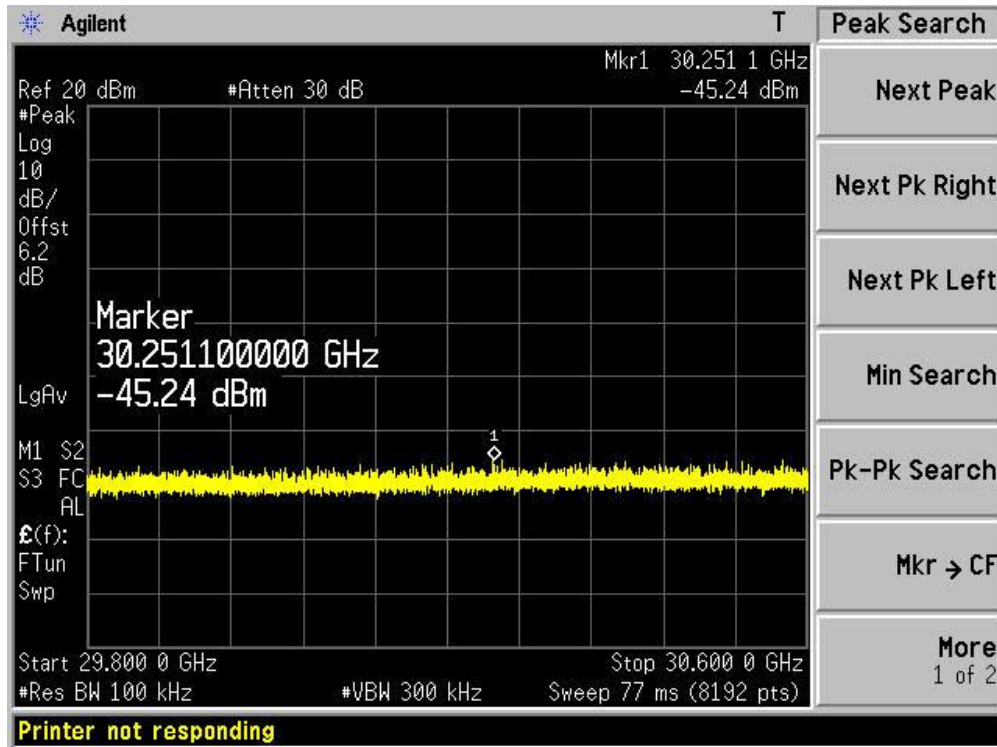 Agilent T
Peak Search
Mkr1 30.251 1 GHz
Ref 20 dBm #Atten 30 dB -45.24 dBm
#Peak
Log
10
dB/
Offst
6.2
dB
Marker
30.251100000 GHz
-45.24 dBm
LgAv
1
M1 S2
S3 FC
AL
£(f):
FTun
Swp
Start 29.800 0 GHz Stop 30.600 0 GHz
#Res BW 100 kHz #VBW 300 kHz Sweep 77 ms (8192 pts)
Printer not responding
Next Peak
Next Pk Right
Next Pk Left
Min Search
Pk-Pk Search
Mkr → CF
More
1 of 2